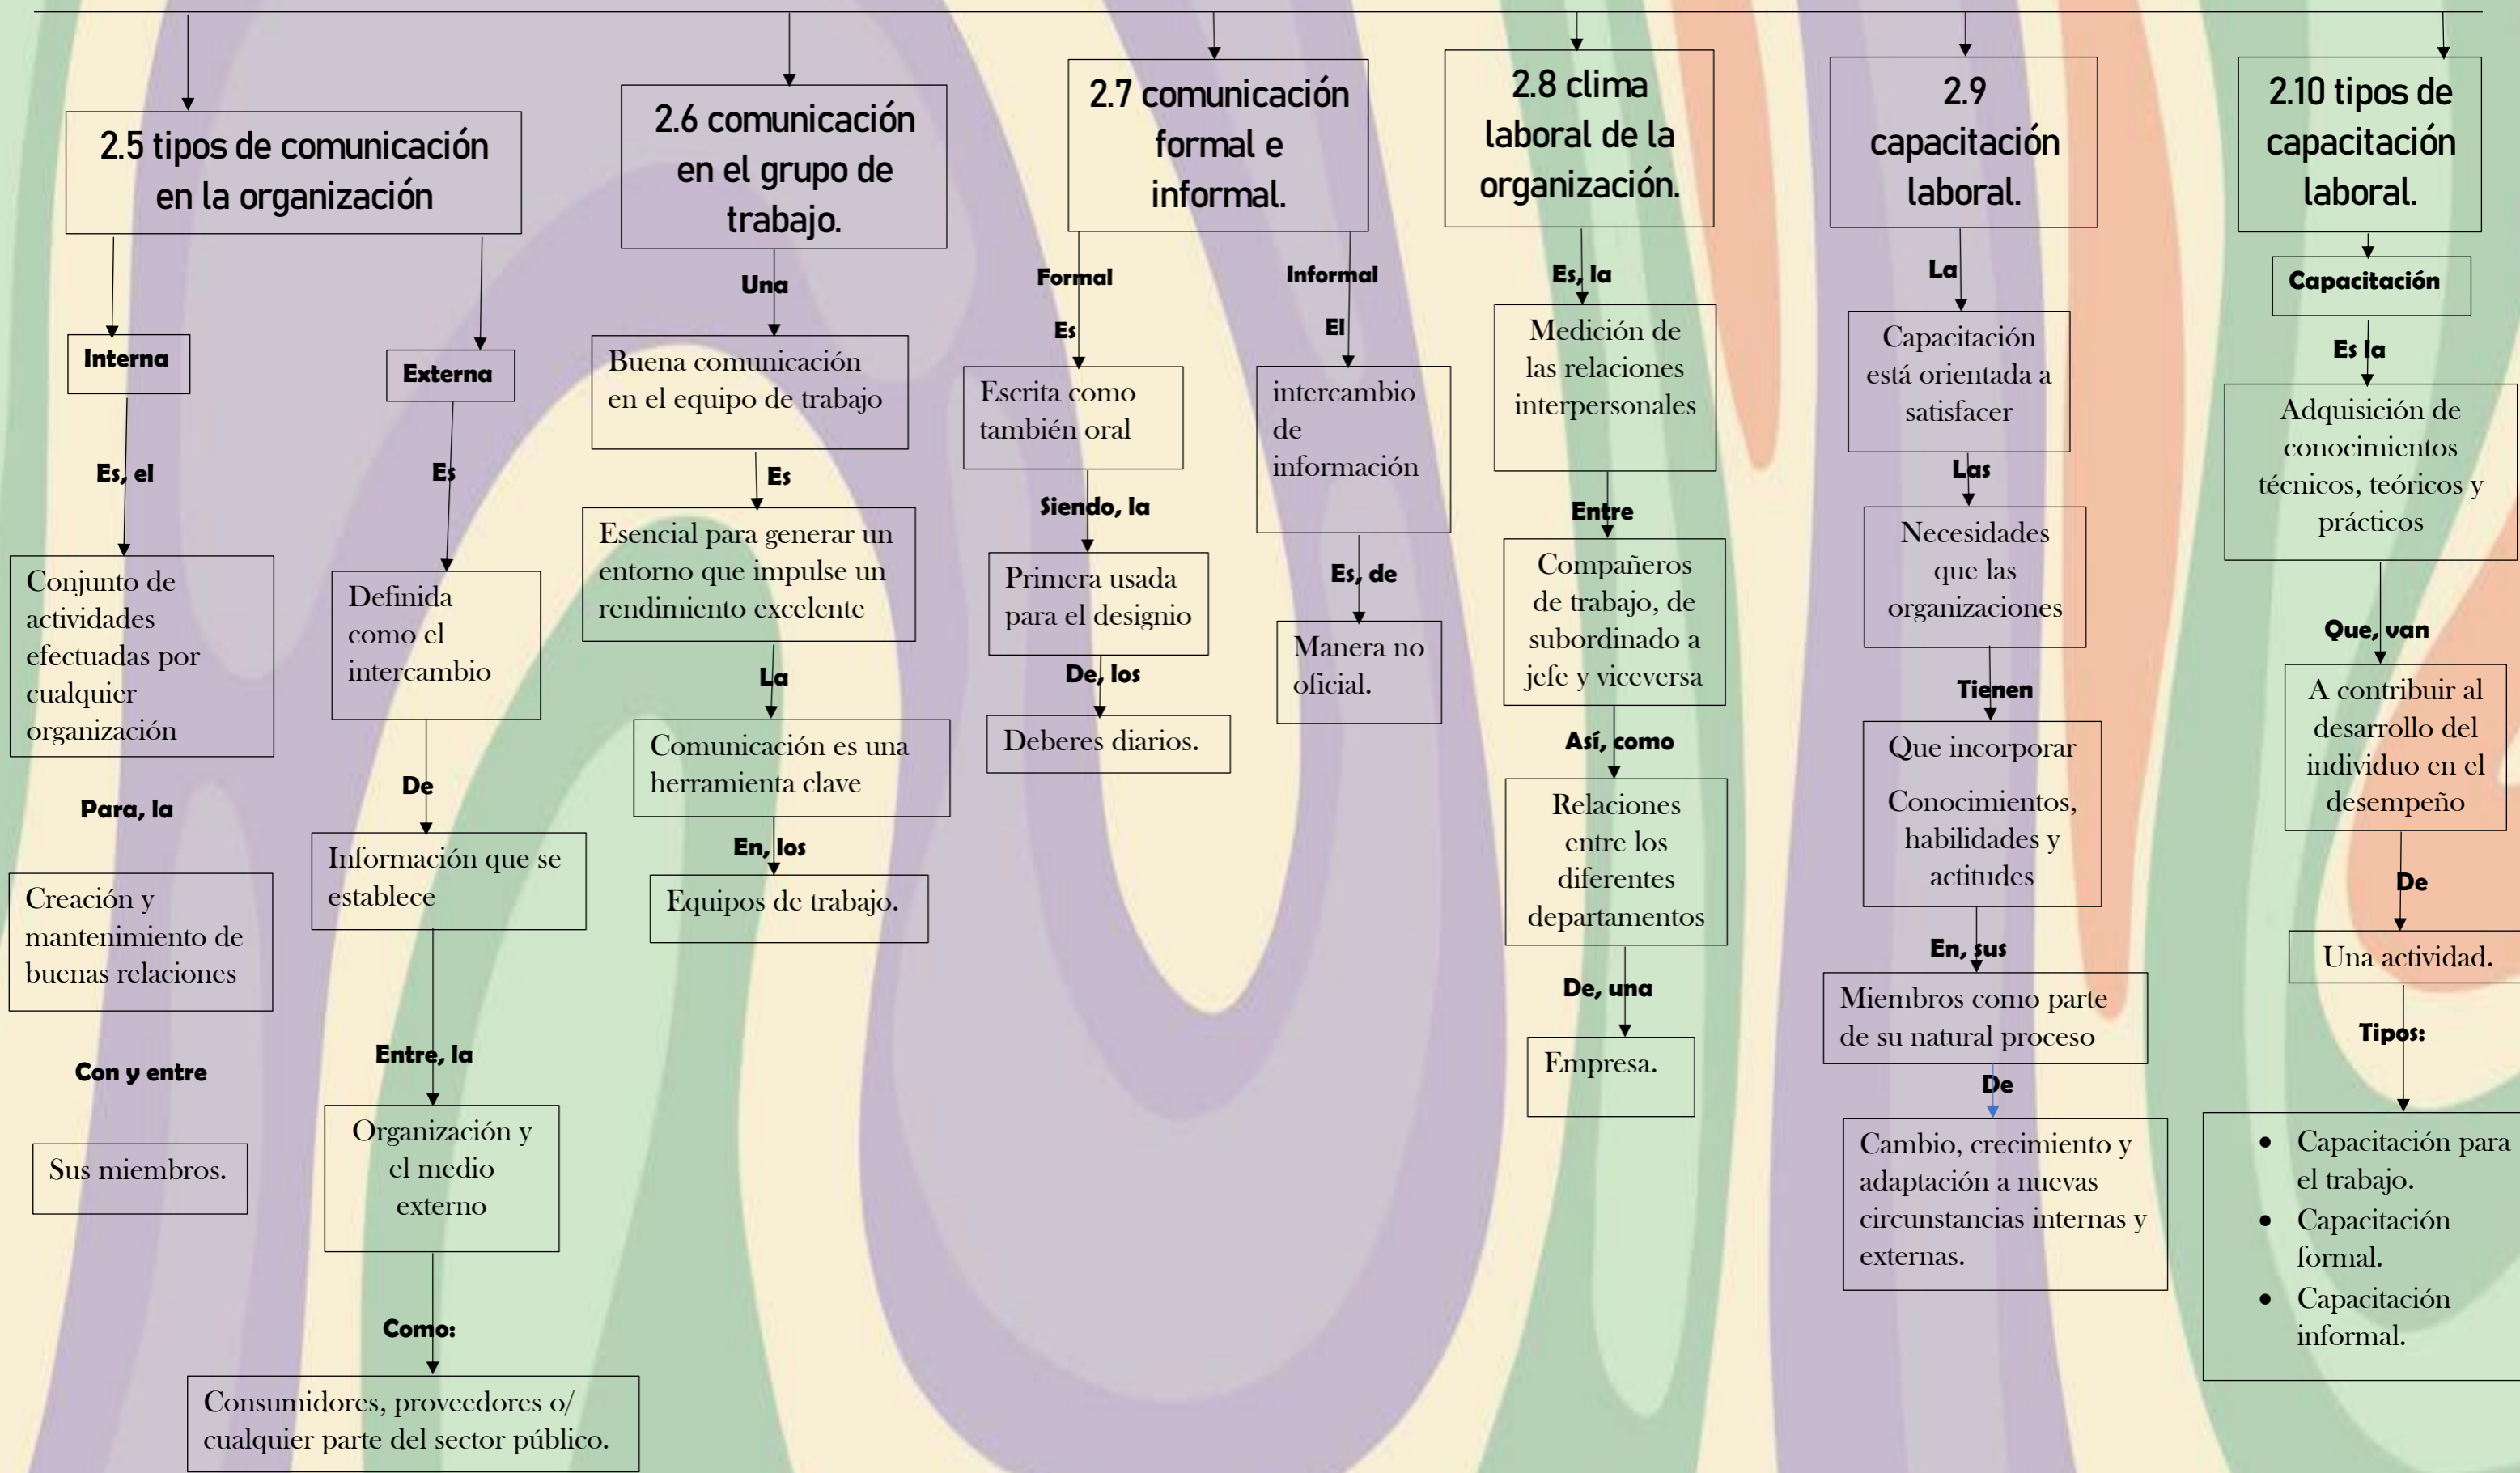 2.5 tipos de comunicación
en la organización
Interna
Es, el
Conjunto de
actividades
efectuadas por
cualquier
organización
Para, la
Creación y
mantenimiento de
buenas relaciones
Con y entre
Sus miembros.
Externa
Es
Definida
como el
intercambio
De
Información que se
establece
Entre, la
Organización y
el medio
externo
Como:
Consumidores, proveedores o/
cualquier parte del sector público.
2.6 comunicación
en el grupo de
trabajo.
Una
Buena comunicación
en el equipo de trabajo
Es
Esencial para generar un
entorno que impulse un
rendimiento excelente
La
Comunicación es una
herramienta clave
En, los
Equipos de trabajo.
2.7 comunicación
formal e
informal.
Formal
Es
Escrita como
también oral
Siendo, la
Primera usada
para el designio
De, los
Deberes diarios.
Informal
El
intercambio
de
información
Es, de
Manera no
oficial.
2.8 clima
laboral de la
organización.
Es, la
Medición de
las relaciones
interpersonales
Entre
Compañeros
de trabajo, de
subordinado a
jefe y viceversa
Así, como
Relaciones
entre los
diferentes
departamentos
De, una
Empresa.
2.9
capacitación
laboral.
La
Capacitación
está orientada a
satisfacer
Las
Necesidades
que las
organizaciones
Tienen
Que incorporar
Conocimientos,
habilidades y
actitudes
En, sus
Miembros como parte
de su natural proceso
De
Cambio, crecimiento y
adaptación a nuevas
circunstancias internas y
externas.
2.10 tipos de
capacitación
laboral.
Capacitación
Es la
Adquisición de
conocimientos
técnicos, teóricos y
prácticos
Que, van
A contribuir al
desarrollo del
individuo en el
desempeño
De
Una actividad.
Tipos:
• Capacitación para
el trabajo.
• Capacitación
formal.
• Capacitación
informal.